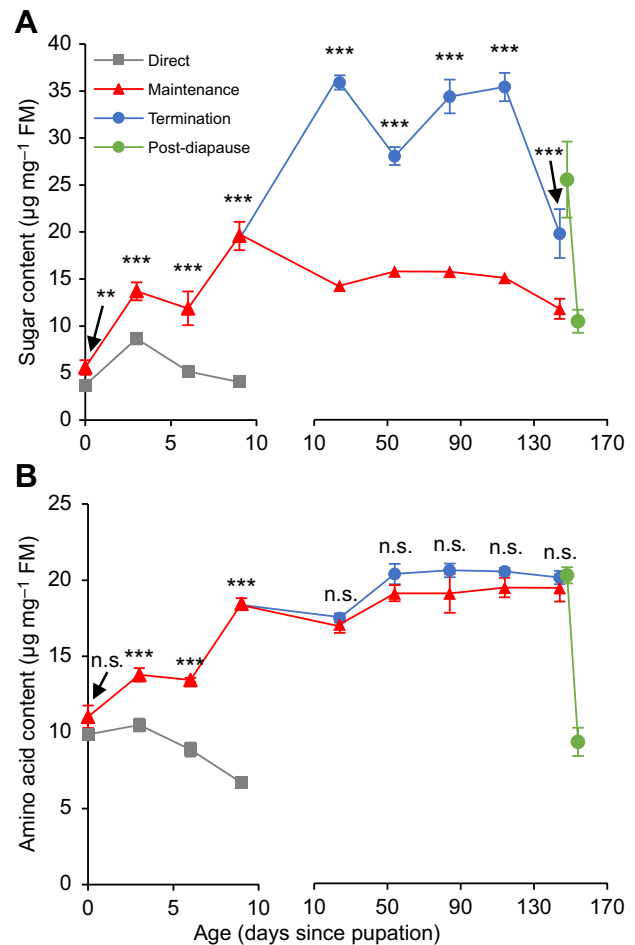 A
40
35
30
25
20
15
10
5
0
Sugar content (µg mg⁻¹ FM)
Direct
Maintenance
Termination
Post-diapause
**
***
***
***
***
***
***
***
***
0
5
10
10
50
90
130
170
B
25
20
15
10
5
0
Amino acid content (µg mg⁻¹ FM)
n.s.
***
***
***
n.s.
n.s.
n.s.
n.s.
n.s.
0
5
10
10
50
90
130
170
Age (days since pupation)